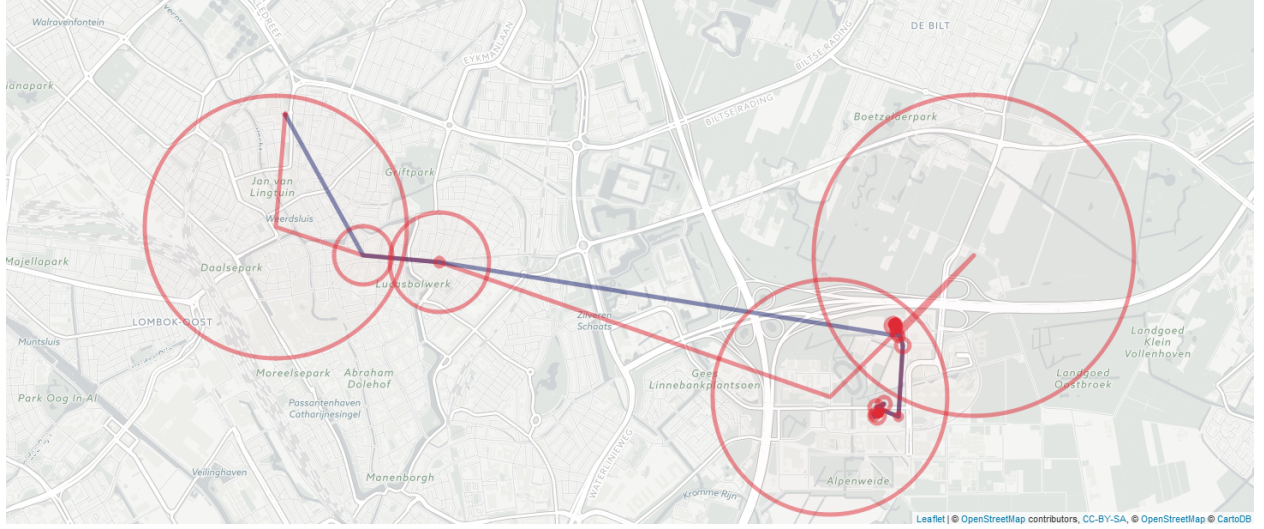 Walravenfontein
DE BILT
EYKMANLAAN
BILTSE RADING
BILTSE RADING
Boetzelaerpark
Griftpark
Jan van
Lingtuin
Weerdsluis
Majellapark
Daalsepark
Lucasbolwerk
LOMBOK-OOST
Zilveren
Schaats
Muntsluis
Landgoed
Klein
Vollenhoven
Moreelsepark
Abraham
Dolehof
Gees
Linnebankplantsoen
Landgoed
Oostbroek
Park Oog In Al
Passantenhaven
Catharijnesingel
WATERLINIEWEG
Veilinghaven
Manenborgh
Alpenweide
Kromme Rijn
Leaflet | © OpenStreetMap contributors, CC-BY-SA, © OpenStreetMap © CartoDB